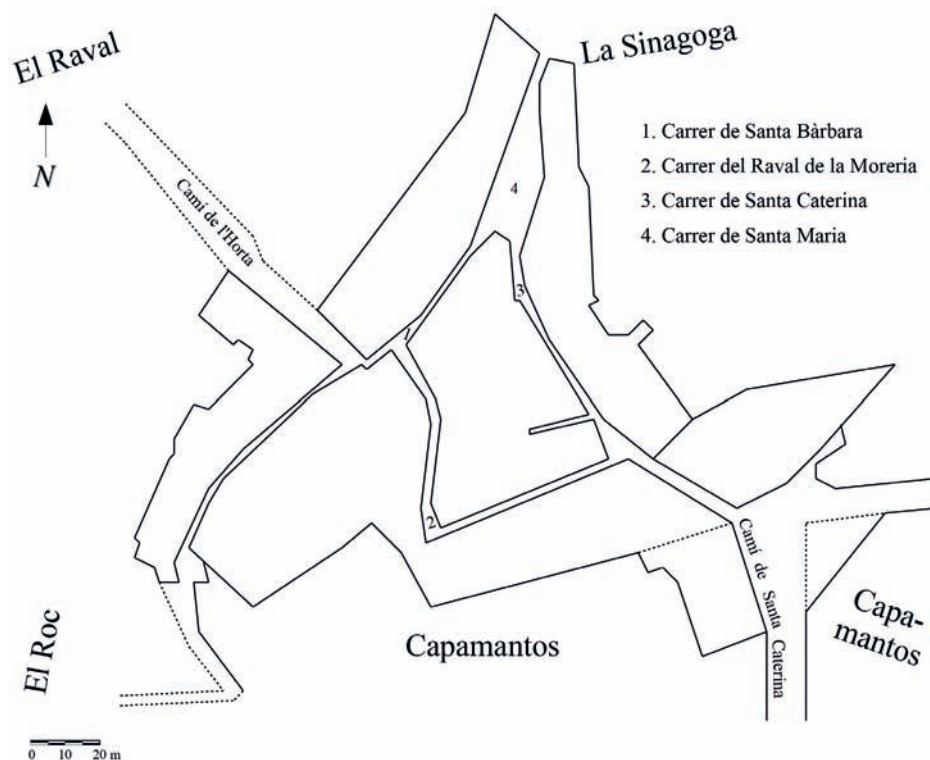 El Raval
La Sinagoga
N
1. Carrer de Santa Bàrbara
2. Carrer del Raval de la Moreria
3. Carrer de Santa Caterina
4. Carrer de Santa Maria
Camí de l'Horta
4
3
1
2
Camí de Santa Caterina
El Roc
Capamantos
Capa-
mantos
0 10 20 m